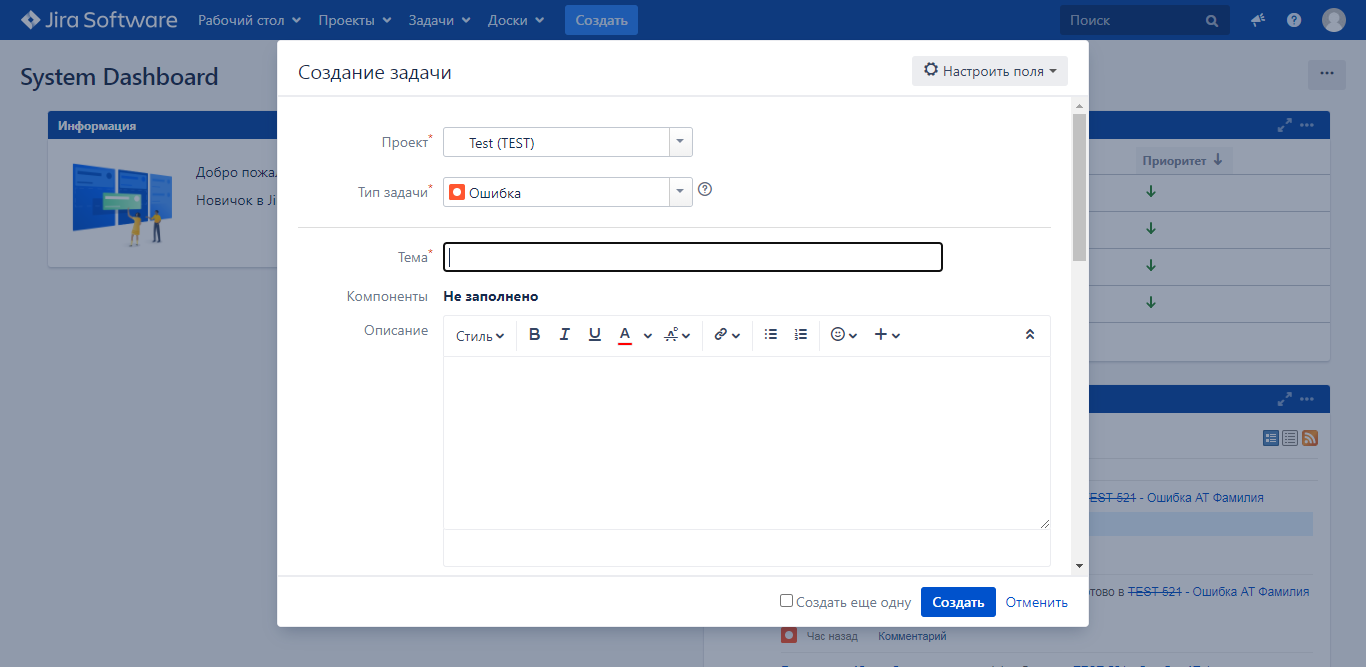 Jira Software Рабочий стол Проекты Задачи Доски Создать Поиск
System Dashboard
Создание задачи Настроить поля
Информация
Добро пожа
Новичок в Ji
Проект* Test (TEST)
Тип задачи* Ошибка
Тема*
Компоненты Не заполнено
Описание Стиль B I U A
Приоритет
EST-521 - Ошибка АТ Фамилия
тово в TEST-521 - Ошибка АТ Фамилия
Создать еще одну Создать Отменить
Час назад Комментарий